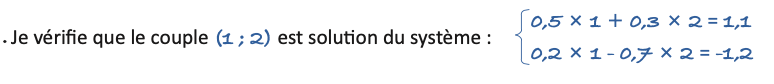 . Je vérifie que le couple (1 ; 2) est solution du système :
0,5 × 1 + 0,3 × 2 = 1,1
0,2 × 1 - 0,7 × 2 = -1,2